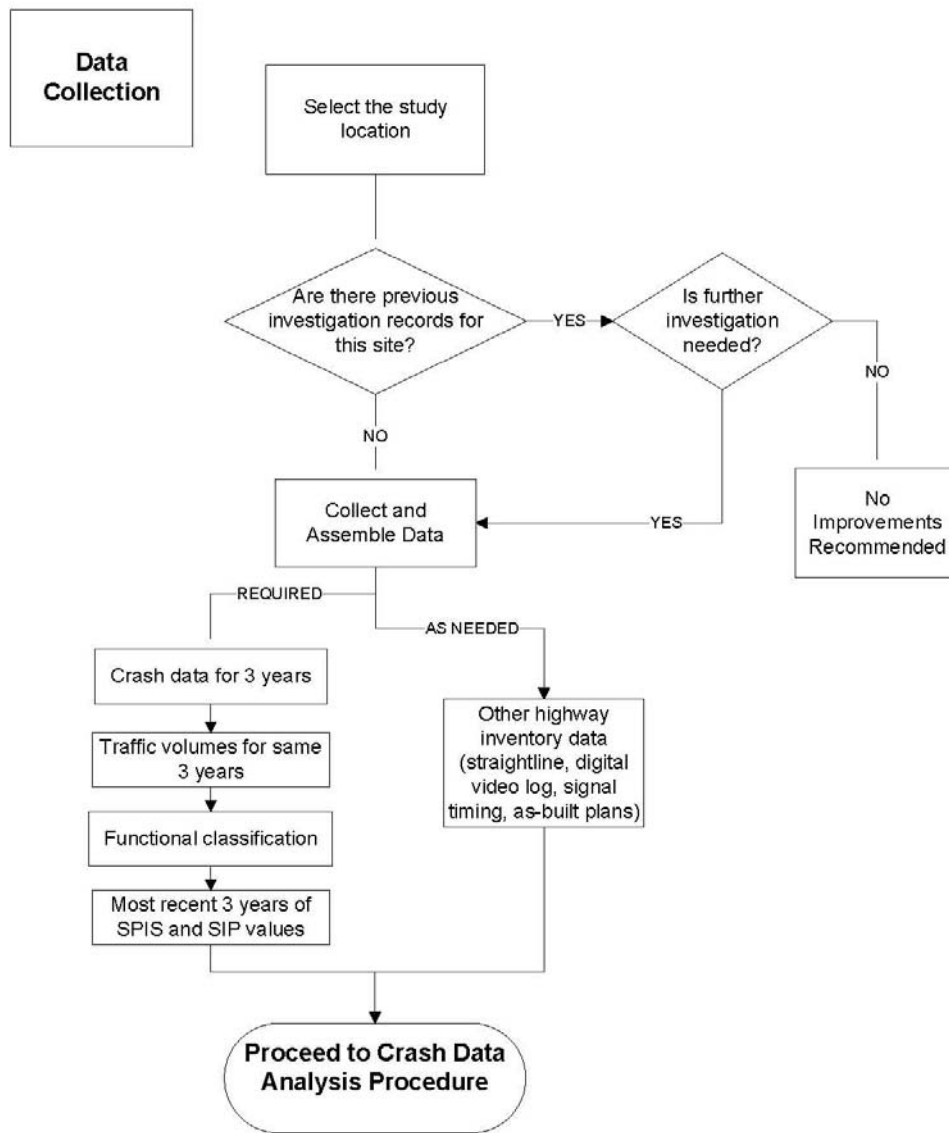 Data
Collection
Select the study
location
Are there previous
investigation records for
this site?
YES
Is further
investigation
needed?
NO
NO
Collect and
Assemble Data
YES
No
Improvements
Recommended
REQUIRED
AS NEEDED
Crash data for 3 years
Traffic volumes for same
3 years
Functional classification
Most recent 3 years of
SPIS and SIP values
Other highway
inventory data
(straightline, digital
video log, signal
timing, as-built plans)
Proceed to Crash Data
Analysis Procedure